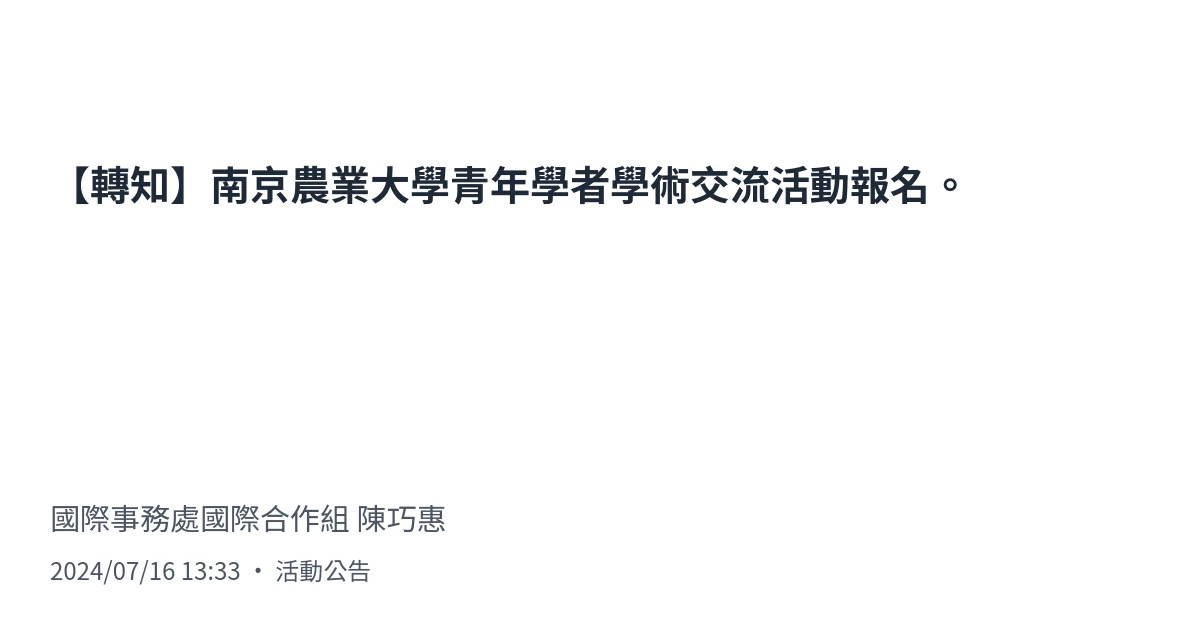 【轉知】南京農業大學青年學者學術交流活動報名。
國際事務處國際合作組 陳巧惠
2024/07/16 13:33 • 活動公告